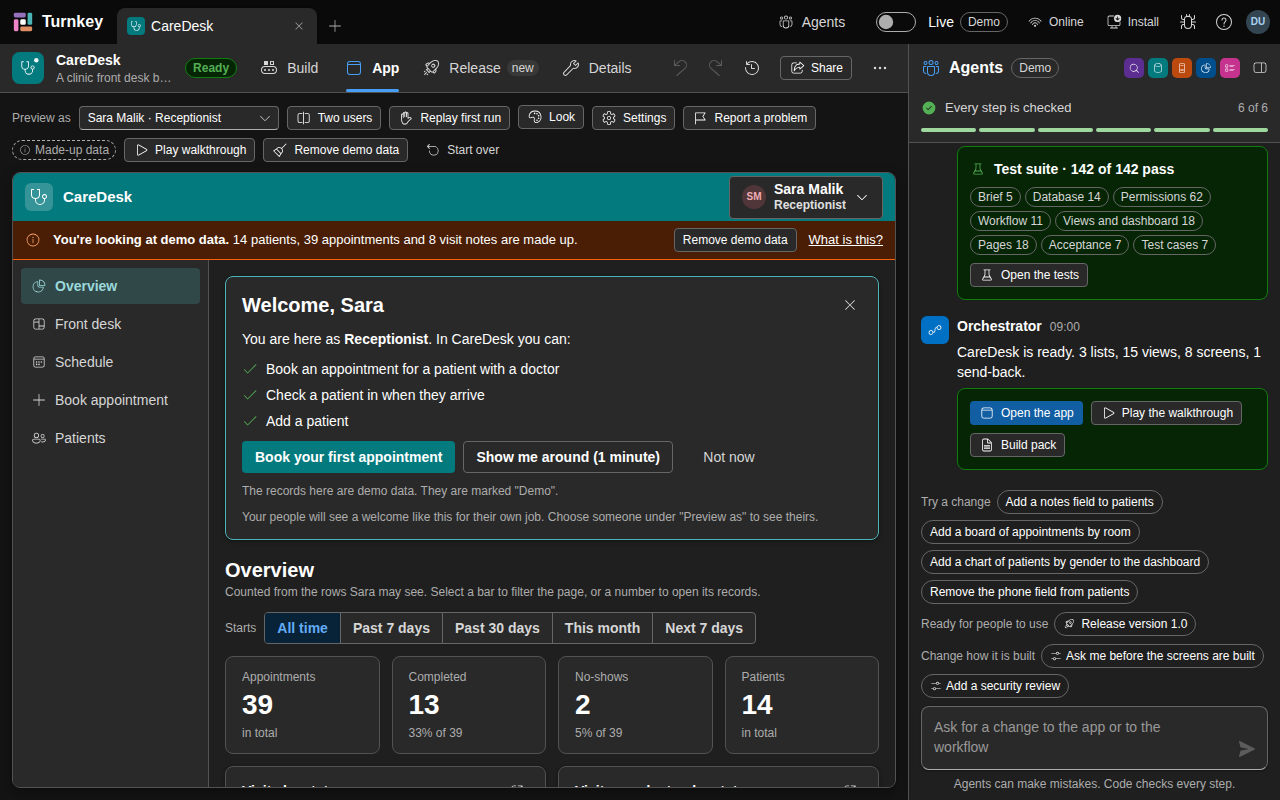 Turnkey
CareDesk
Agents
Live
Demo
Online
Install
DU
CareDesk
A clinic front desk b…
Ready
Build
App
Release new
Details
Share
Agents
Demo
Every step is checked
6 of 6
Preview as
Sara Malik · Receptionist
Two users
Replay first run
Look
Settings
Report a problem
Made-up data
Play walkthrough
Remove demo data
Start over
CareDesk
SM
Sara Malik
Receptionist
You're looking at demo data. 14 patients, 39 appointments and 8 visit notes are made up.
Remove demo data
What is this?
Overview
Front desk
Schedule
Book appointment
Patients
Welcome, Sara
You are here as Receptionist. In CareDesk you can:
Book an appointment for a patient with a doctor
Check a patient in when they arrive
Add a patient
Book your first appointment
Show me around (1 minute)
Not now
The records here are demo data. They are marked "Demo".
Your people will see a welcome like this for their own job. Choose someone under "Preview as" to see theirs.
Overview
Counted from the rows Sara may see. Select a bar to filter the page, or a number to open its records.
Starts
All time
Past 7 days
Past 30 days
This month
Next 7 days
Appointments
39
in total
Completed
13
33% of 39
No-shows
2
5% of 39
Patients
14
in total
Test suite · 142 of 142 pass
Brief 5
Database 14
Permissions 62
Workflow 11
Views and dashboard 18
Pages 18
Acceptance 7
Test cases 7
Open the tests
Orchestrator 09:00
CareDesk is ready. 3 lists, 15 views, 8 screens, 1
send-back.
Open the app
Play the walkthrough
Build pack
Try a change
Add a notes field to patients
Add a board of appointments by room
Add a chart of patients by gender to the dashboard
Remove the phone field from patients
Ready for people to use
Release version 1.0
Change how it is built
Ask me before the screens are built
Add a security review
Ask for a change to the app or to the
workflow
Agents can make mistakes. Code checks every step.